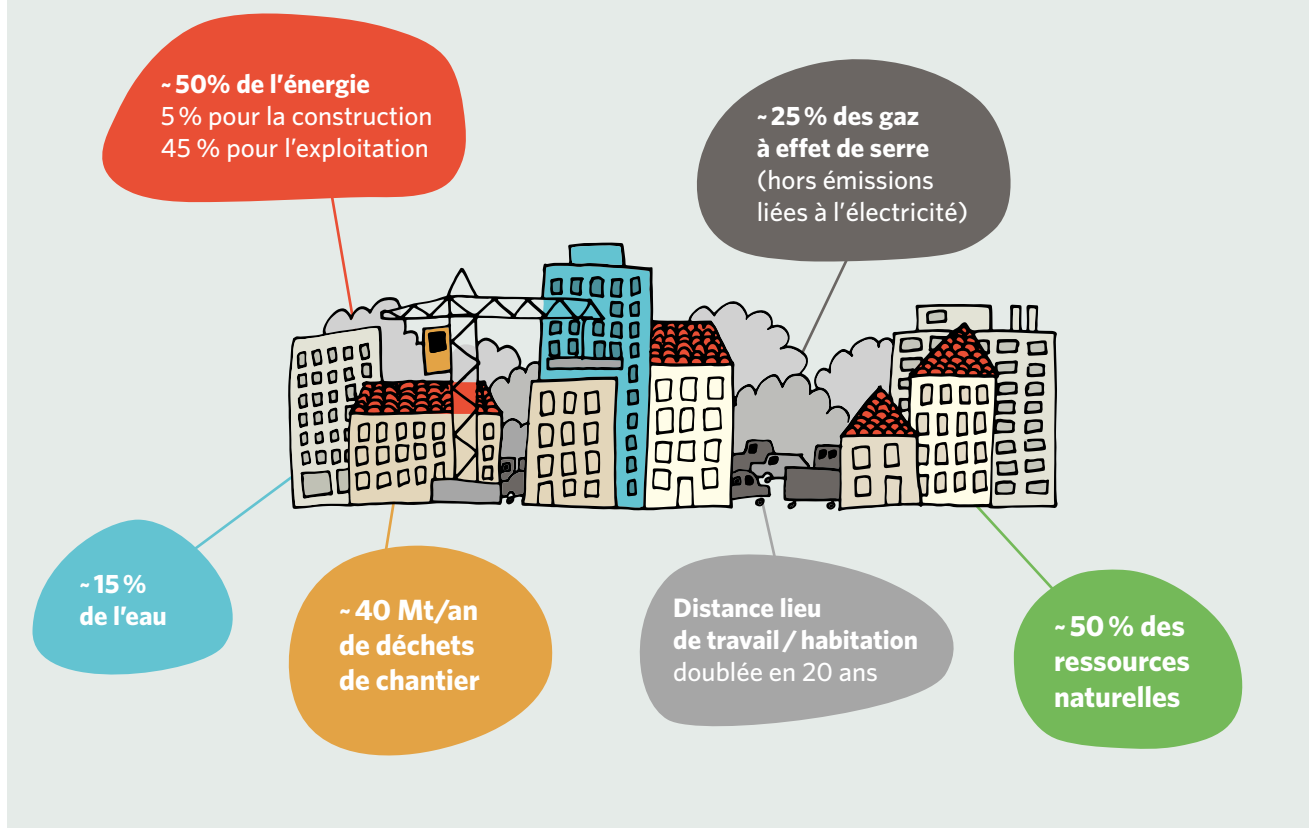 ~ 50% de l'énergie
5 % pour la construction
45 % pour l'exploitation
~ 25 % des gaz
à effet de serre
(hors émissions
liées à l'électricité)
~ 15 %
de l'eau
~ 40 Mt/an
de déchets
de chantier
Distance lieu
de travail / habitation
doublée en 20 ans
~ 50 % des
ressources
naturelles